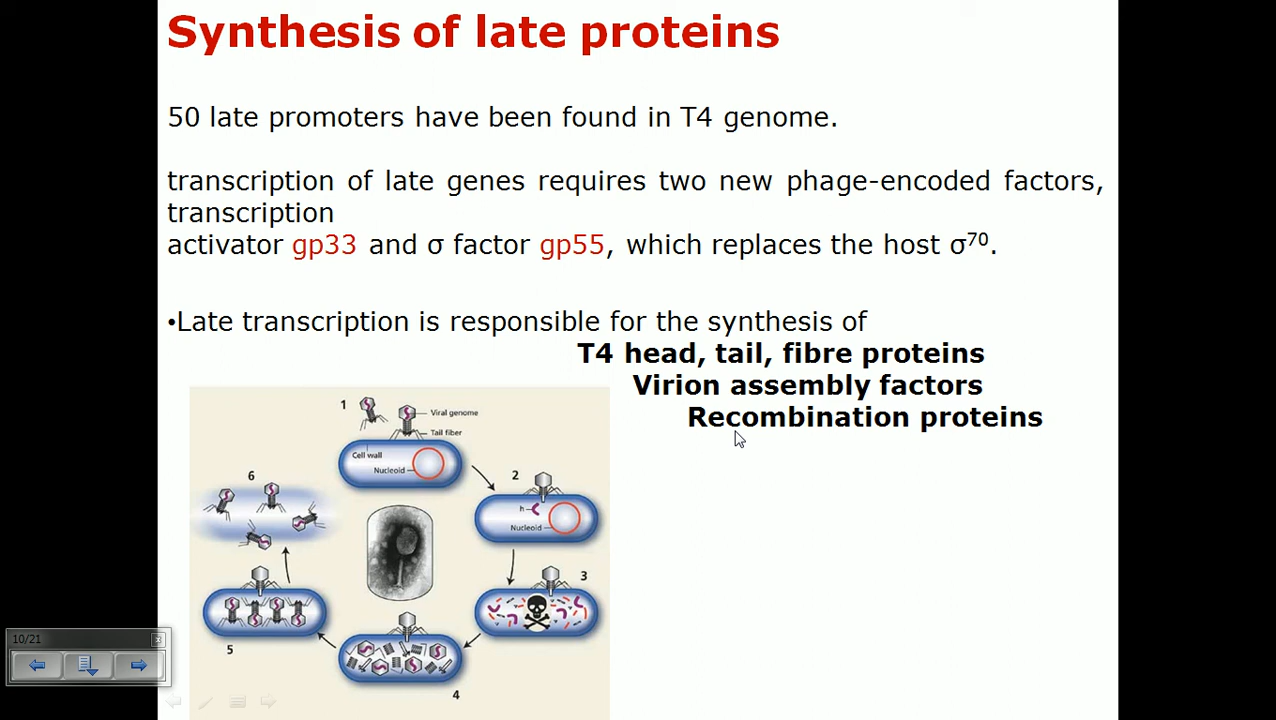 Synthesis of late proteins
50 late promoters have been found in T4 genome.
transcription of late genes requires two new phage-encoded factors,
transcription
activator gp33 and σ factor gp55, which replaces the host σ⁷⁰.
•Late transcription is responsible for the synthesis of
T4 head, tail, fibre proteins
Virion assembly factors
Recombination proteins
1
Viral genome
Tail fiber
Cell wall
Nucleoid
2
h
Nucleoid
3
4
5
6
10/21